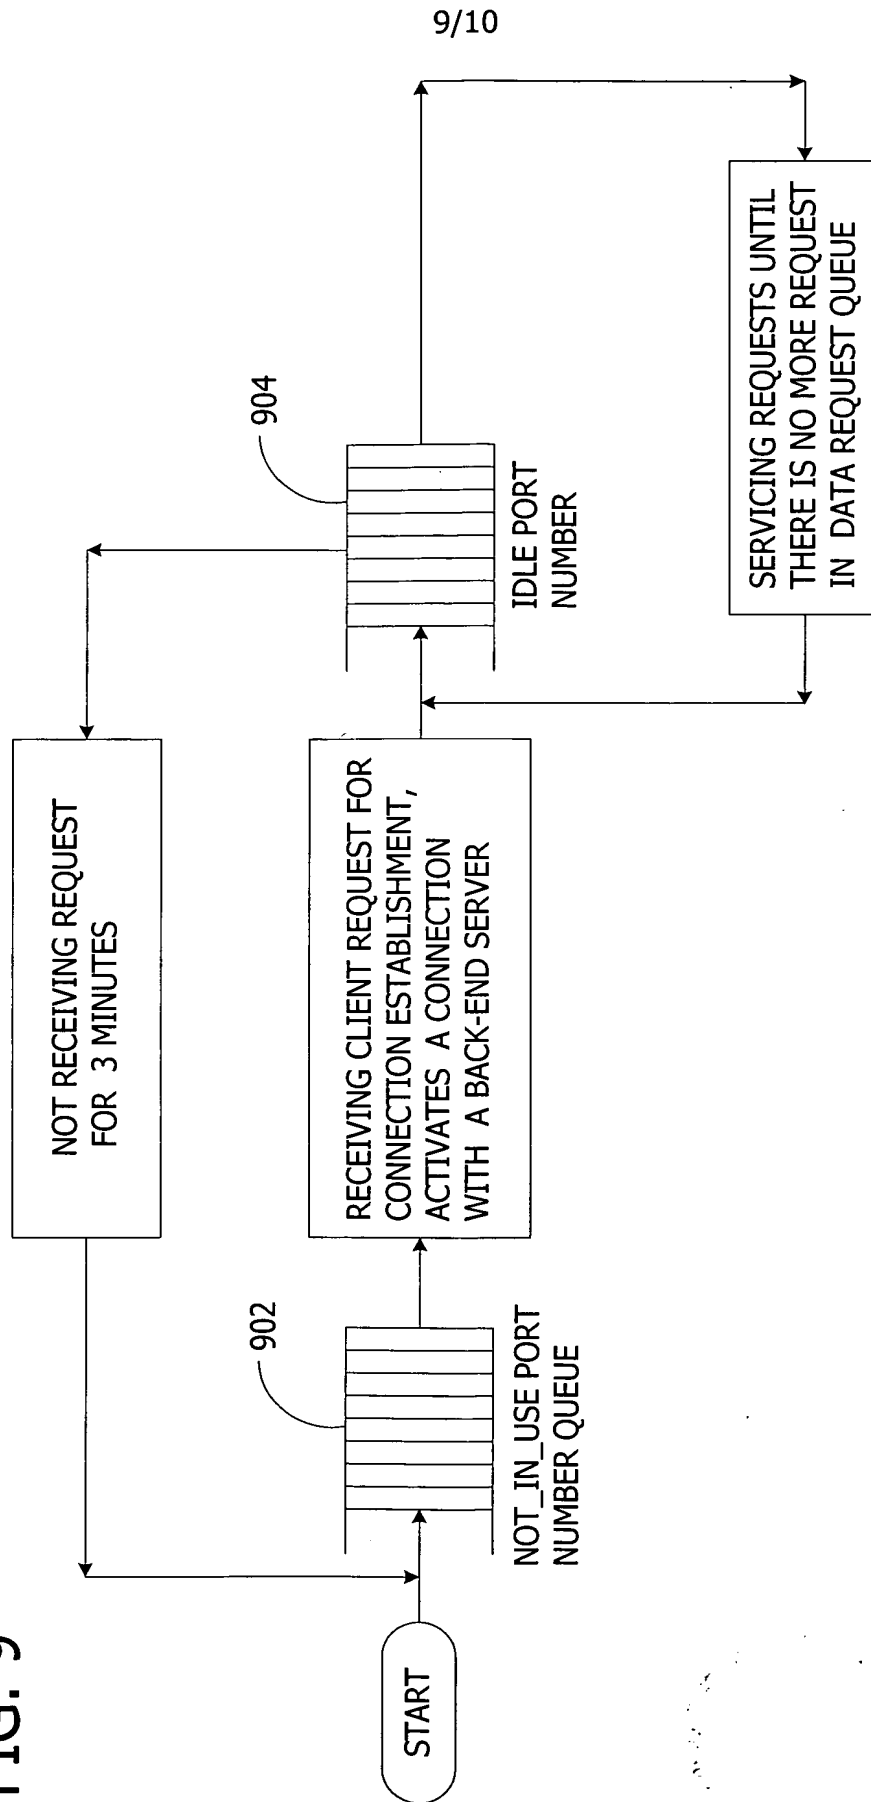 9/10
FIG. 9
NOT RECEIVING REQUEST
FOR 3 MINUTES
902
904
START
NOT_IN_USE PORT
NUMBER QUEUE
RECEIVING CLIENT REQUEST FOR
CONNECTION ESTABLISHMENT,
ACTIVATES A CONNECTION
WITH A BACK-END SERVER
IDLE PORT
NUMBER
SERVICING REQUESTS UNTIL
THERE IS NO MORE REQUEST
IN DATA REQUEST QUEUE